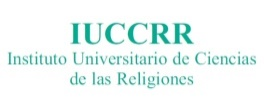 IUCCRR
Instituto Universitario de Ciencias
de las Religiones